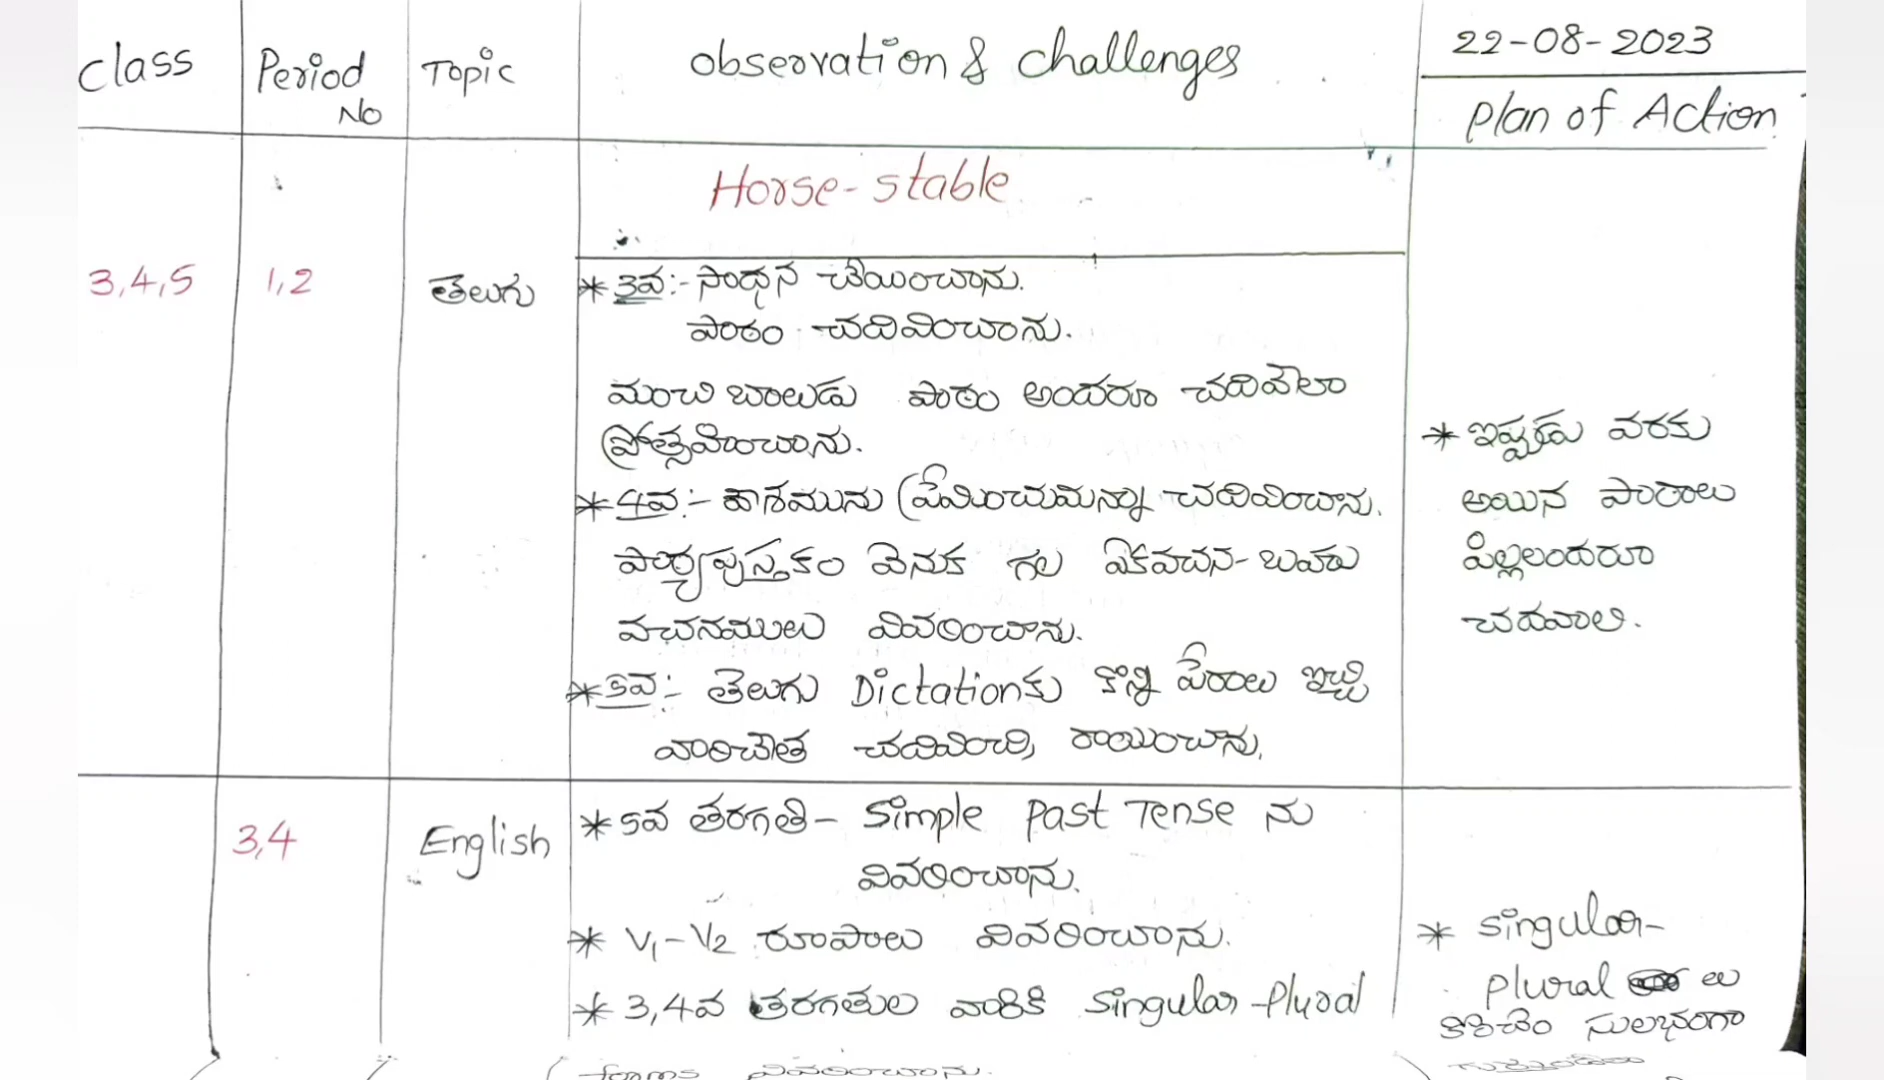 22-08-2023
Class Period No Topic observation & challenges Plan of Action
Horse-stable
3,4,5 1,2 తెలుగు
* 3వ:- సాధన చేయించాను.
పాఠం చదివించాను.
మంచి బాలుడు పాఠం అందరూ చదివేలా
ప్రోత్సహించాను.
* 4వ:- దేశమును ప్రేమించుమన్నా చదివించాను.
పాఠ్యపుస్తకం వెనుక గల ఏకవచన-బహు
వచనములు వివరించాను.
* 5వ:- తెలుగు Dictationకు కొన్ని పేరాలు ఇచ్చి
వారిచేత చదివించి, రాయించాను,
* ఇప్పుడు వరకు
అయిన పాఠాలు
పిల్లలందరూ
చదవాలి.
3,4 English
* 5వ తరగతి - Simple Past Tense ను
వివరించాను.
* V1-V2 రూపాలు వివరించాను.
* 3,4వ తరగతుల వారికి Singular-Plural
వివరించాను.
* Singular-
Plural లు
కొంచెం సులభంగా